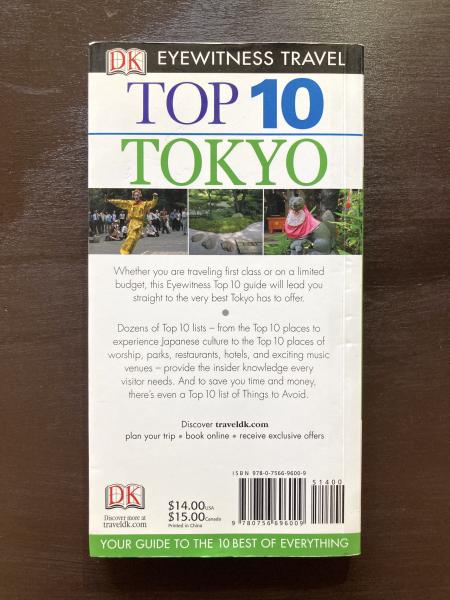 DK EYEWITNESS TRAVEL
TOP 10
TOKYO
Whether you are traveling first class or on a limited
budget, this Eyewitness Top 10 guide will lead you
straight to the very best Tokyo has to offer.
Dozens of Top 10 lists – from the Top 10 places to
experience Japanese culture to the Top 10 places of
worship, parks, restaurants, hotels, and exciting music
venues – provide the insider knowledge every
visitor needs. And to save you time and money,
there's even a Top 10 list of Things to Avoid.
Discover traveldk.com
plan your trip • book online • receive exclusive offers
ISBN 978-0-7566-9600-9
51400
DK
Discover more at
traveldk.com
$14.00 USA
$15.00 Canada
Printed in China
9 780756 696009
YOUR GUIDE TO THE 10 BEST OF EVERYTHING